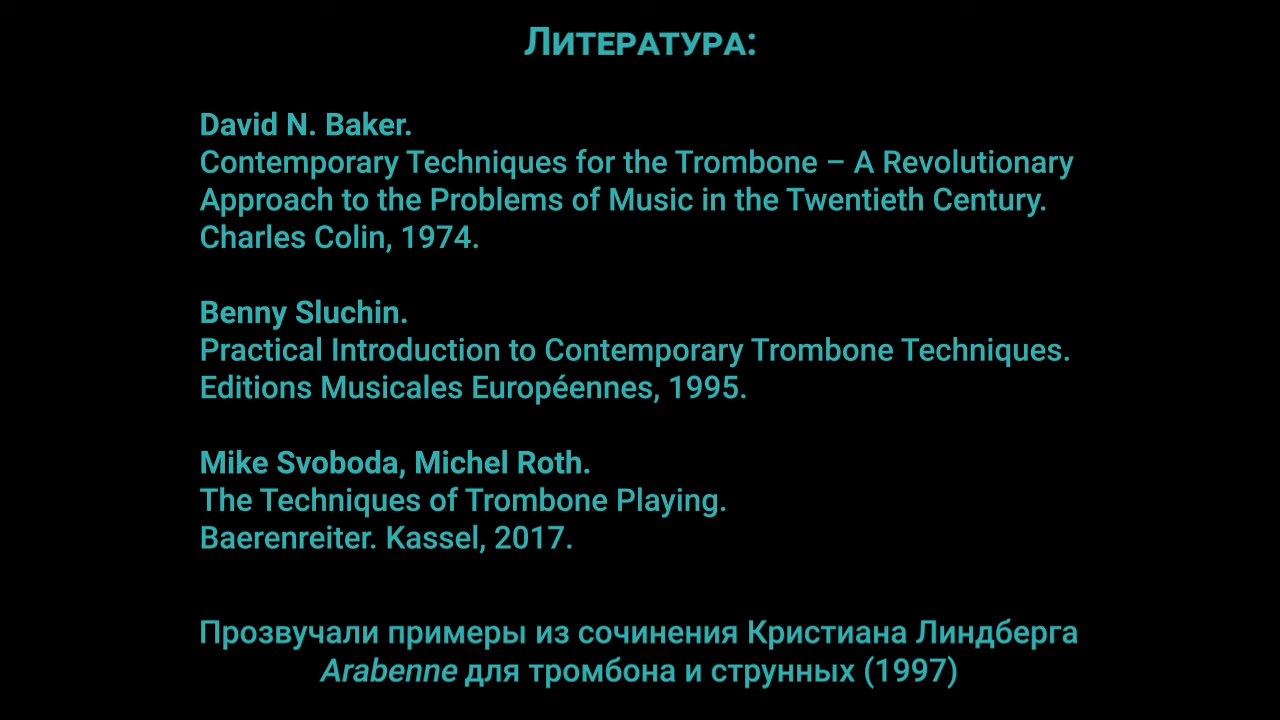 Литература:
David N. Baker.
Contemporary Techniques for the Trombone – A Revolutionary
Approach to the Problems of Music in the Twentieth Century.
Charles Colin, 1974.
Benny Sluchin.
Practical Introduction to Contemporary Trombone Techniques.
Editions Musicales Européennes, 1995.
Mike Svoboda, Michel Roth.
The Techniques of Trombone Playing.
Baerenreiter. Kassel, 2017.
Прозвучали примеры из сочинения Кристиана Линдберга
Arabenne для тромбона и струнных (1997)